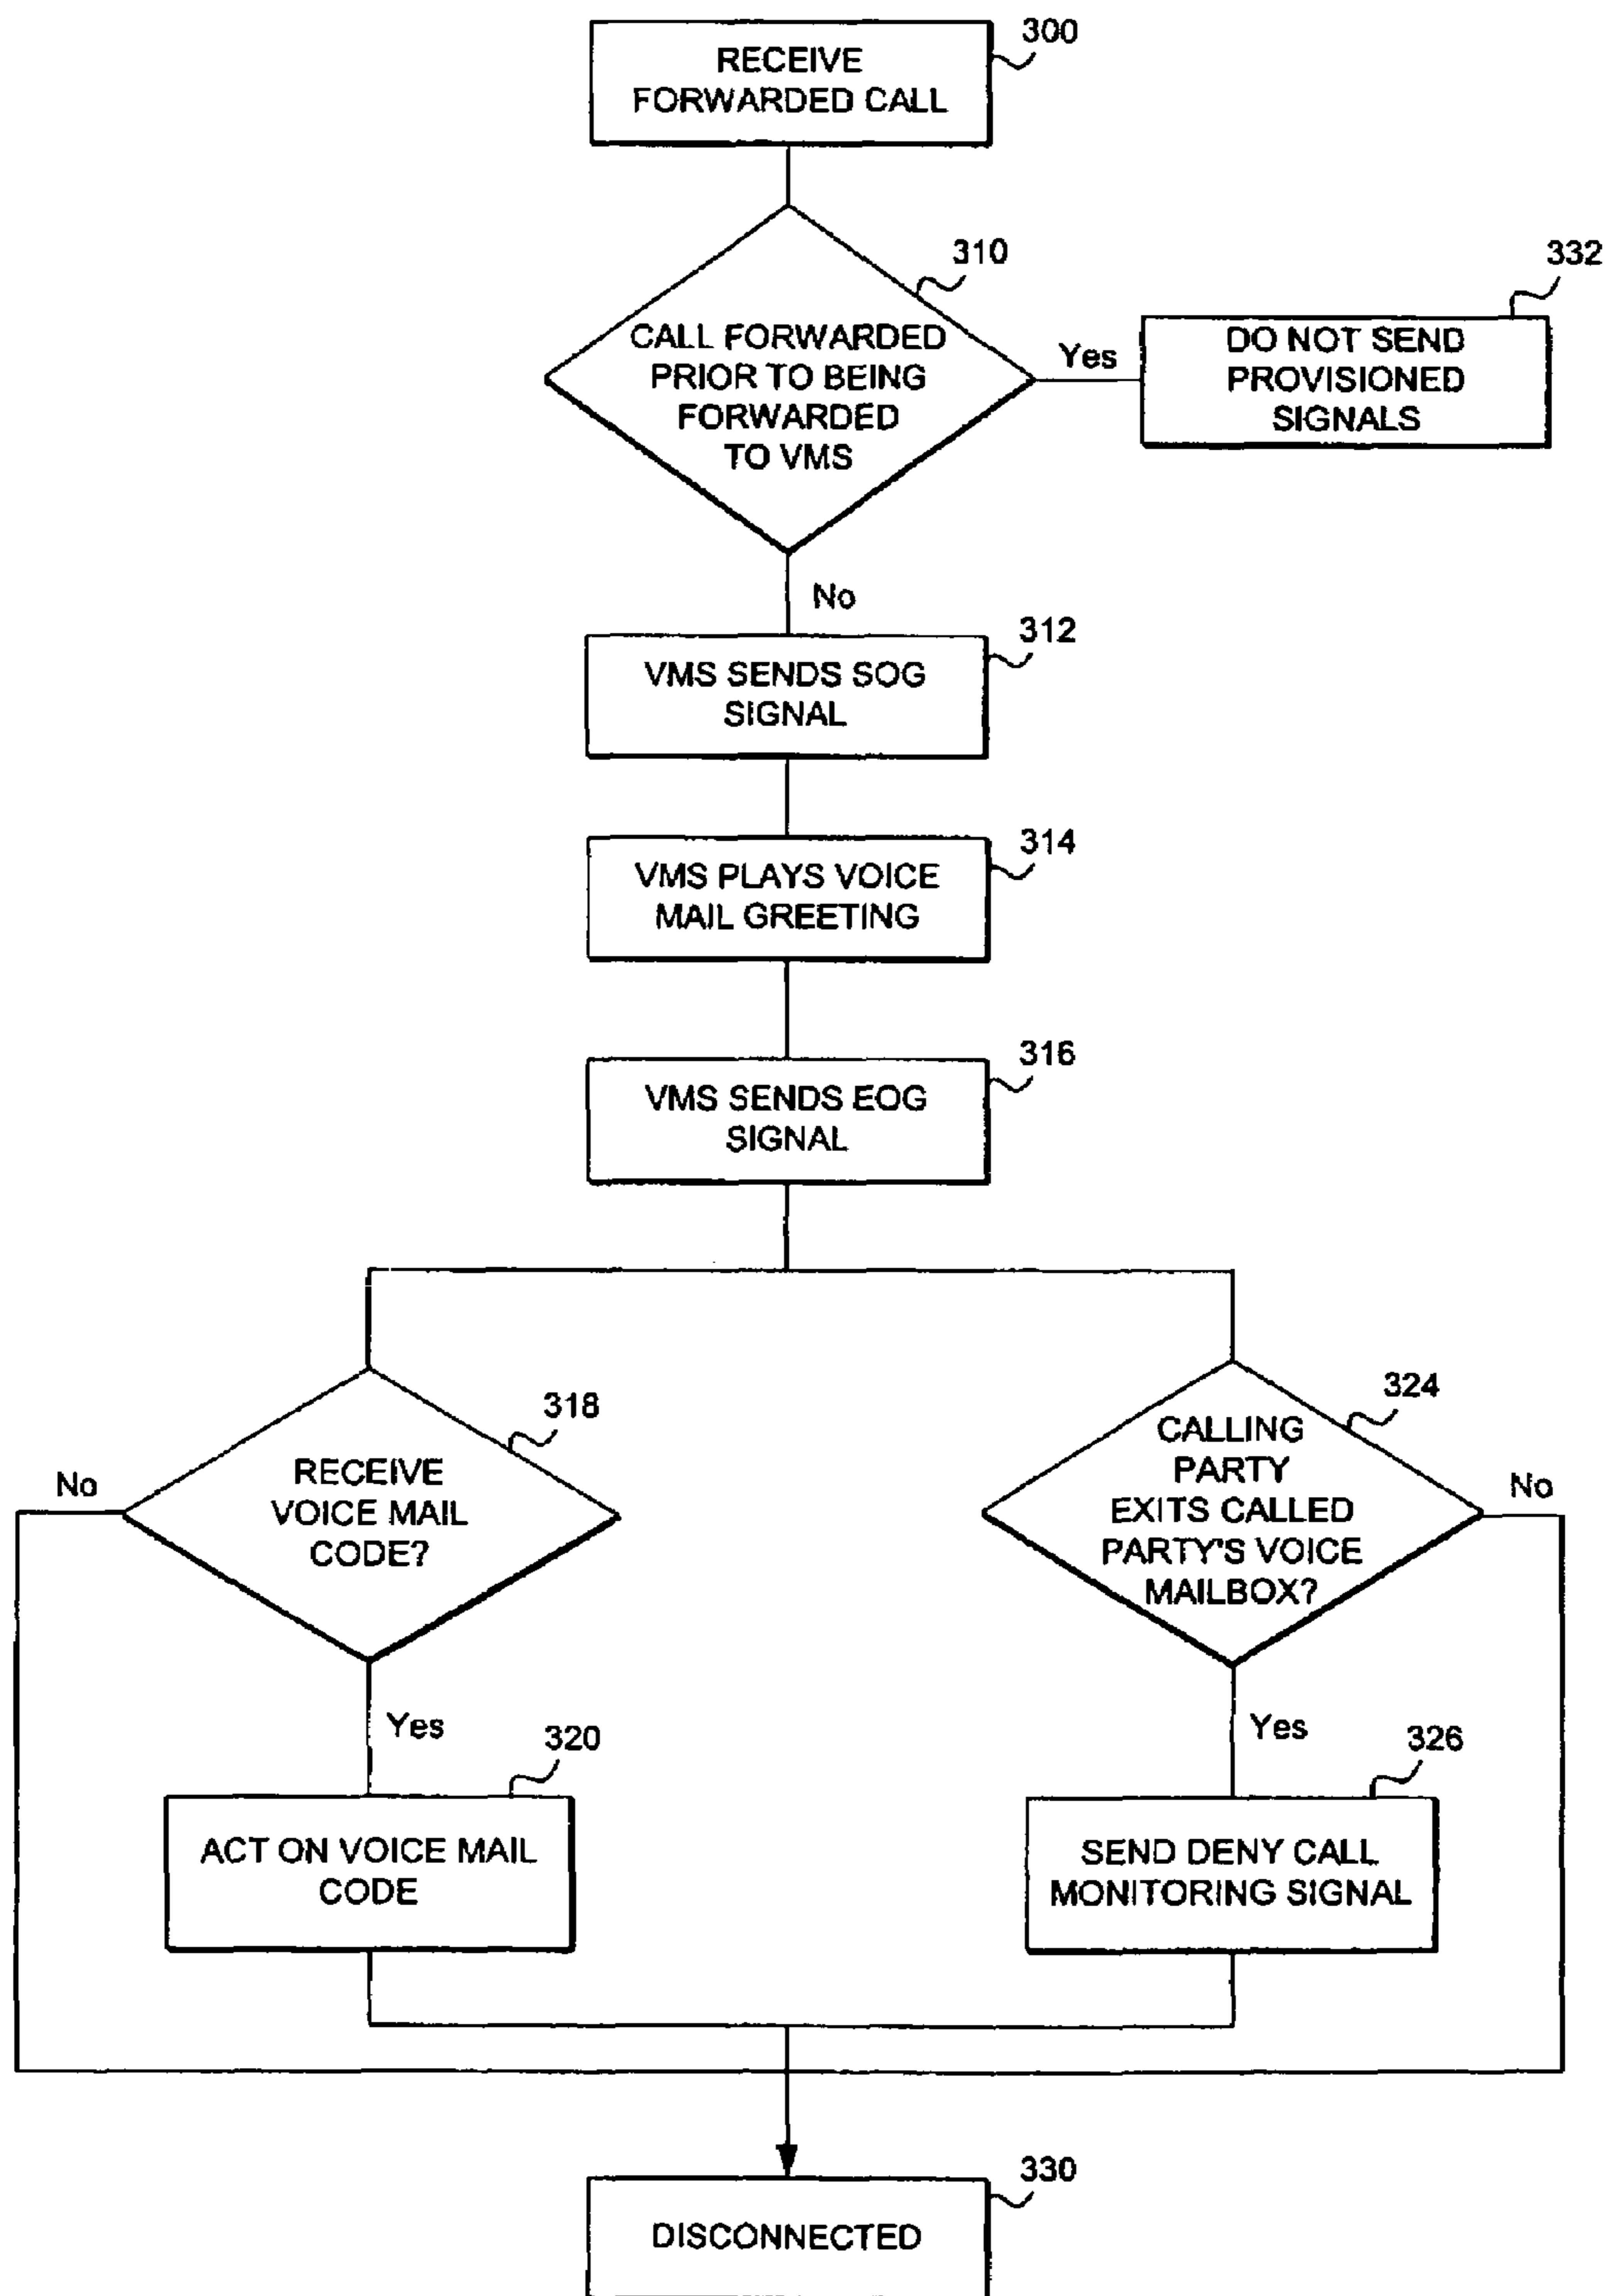 300
RECEIVE
FORWARDED CALL
310
332
CALL FORWARDED
PRIOR TO BEING
FORWARDED
TO VMS
Yes
DO NOT SEND
PROVISIONED
SIGNALS
No
312
VMS SENDS SOG
SIGNAL
314
VMS PLAYS VOICE
MAIL GREETING
316
VMS SENDS EOG
SIGNAL
318
RECEIVE
VOICE MAIL
CODE?
No
324
CALLING
PARTY
EXITS CALLED
PARTY'S VOICE
MAILBOX?
No
Yes
320
ACT ON VOICE MAIL
CODE
Yes
326
SEND DENY CALL
MONITORING SIGNAL
330
DISCONNECTED